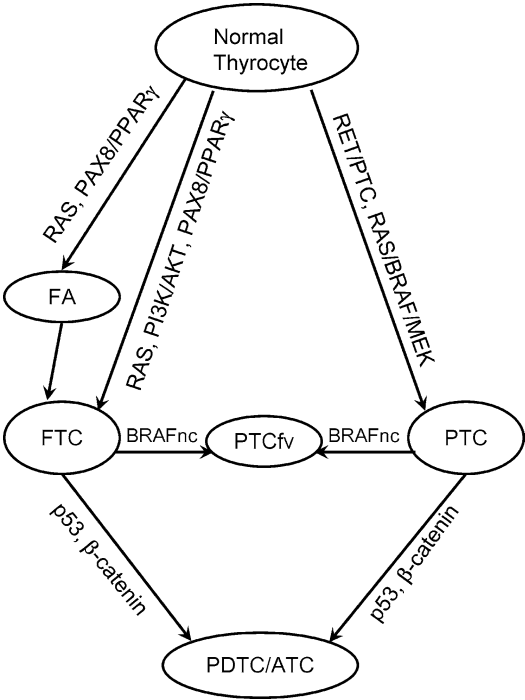 Normal
Thyrocyte
RAS, PAX8/PPARγ
RAS, PI3K/AKT, PAX8/PPARγ
RET/PTC, RAS/BRAF/MEK
FA
FTC
BRAFnc
PTCfv
BRAFnc
PTC
p53, β-catenin
p53, β-catenin
PDTC/ATC